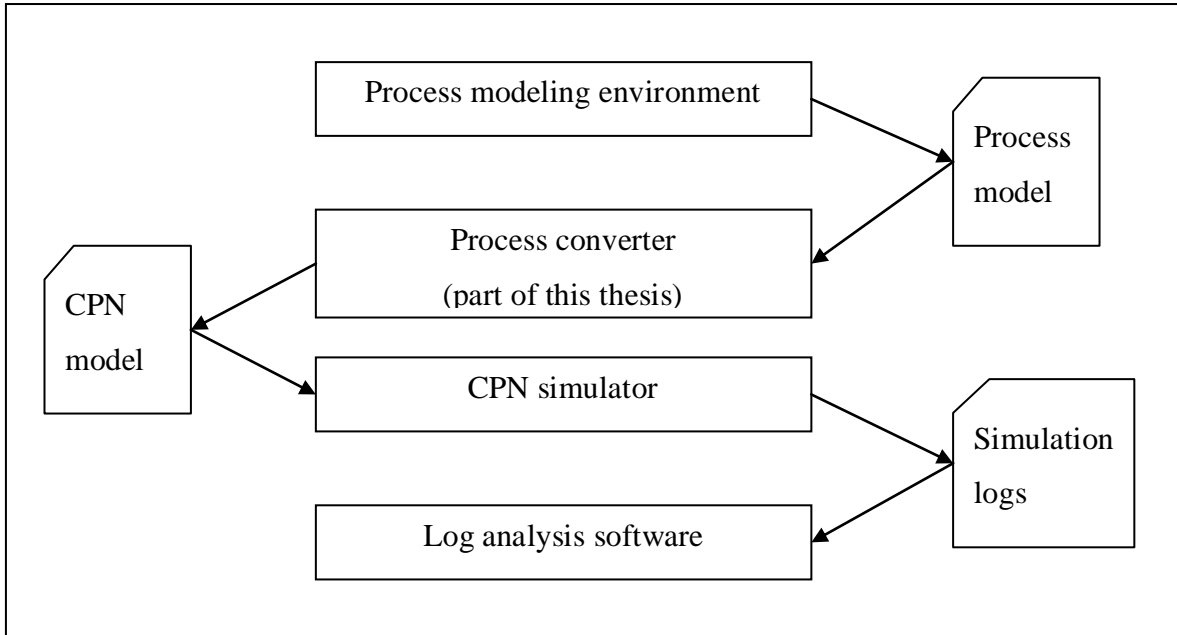 Process modeling environment
Process
model
Process converter
(part of this thesis)
CPN
model
CPN simulator
Simulation
logs
Log analysis software